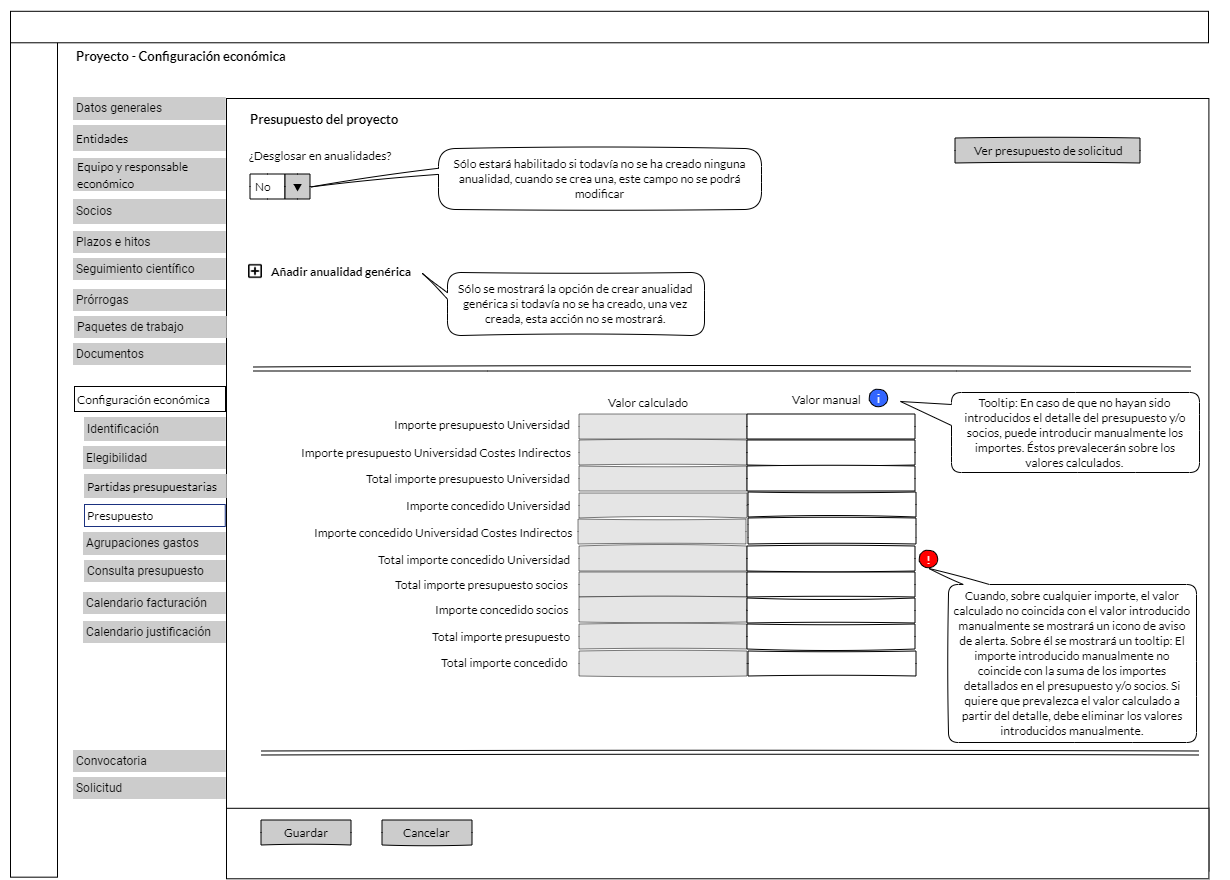 Proyecto - Configuración económica
Datos generales
Entidades
Equipo y responsable
económico
Socios
Plazos e hitos
Seguimiento científico
Prórrogas
Paquetes de trabajo
Documentos
Configuración económica
Identificación
Elegibilidad
Partidas presupuestarias
Presupuesto
Agrupaciones gastos
Consulta presupuesto
Calendario facturación
Calendario justificación
Convocatoria
Solicitud
Presupuesto del proyecto
¿Desglosar en anualidades?
No
Sólo estará habilitado si todavía no se ha creado ninguna
anualidad, cuando se crea una, este campo no se podrá
modificar
Ver presupuesto de solicitud
Añadir anualidad genérica
Sólo se mostrará la opción de crear anualidad
genérica si todavía no se ha creado, una vez
creada, esta acción no se mostrará.
Valor calculado
Valor manual
i
Tooltip: En caso de que no hayan sido
introducidos el detalle del presupuesto y/o
socios, puede introducir manualmente los
importes. Éstos prevalecerán sobre los
valores calculados.
Importe presupuesto Universidad
Importe presupuesto Universidad Costes Indirectos
Total importe presupuesto Universidad
Importe concedido Universidad
Importe concedido Universidad Costes Indirectos
Total importe concedido Universidad
!
Total importe presupuesto socios
Importe concedido socios
Total importe presupuesto
Total importe concedido
Cuando, sobre cualquier importe, el valor
calculado no coincida con el valor introducido
manualmente se mostrará un icono de aviso
de alerta. Sobre él se mostrará un tooltip: El
importe introducido manualmente no
coincide con la suma de los importes
detallados en el presupuesto y/o socios. Si
quiere que prevalezca el valor calculado a
partir del detalle, debe eliminar los valores
introducidos manualmente.
Guardar
Cancelar